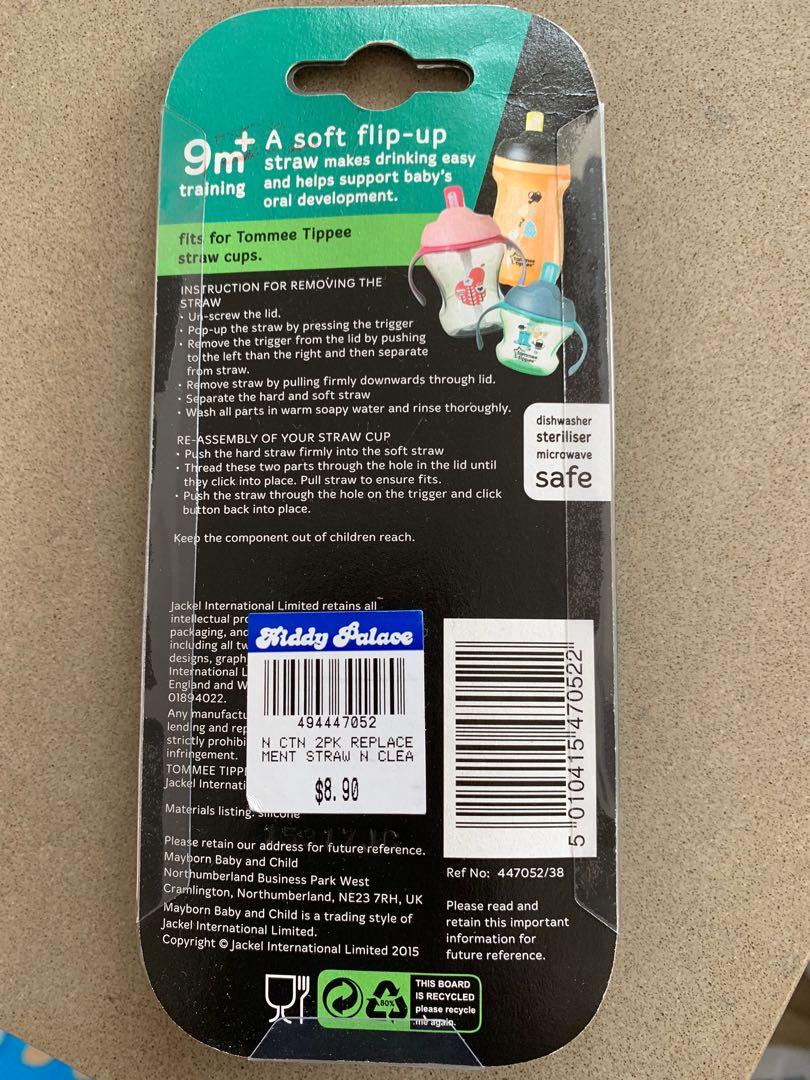 9m+
training
A soft flip-up
straw makes drinking easy
and helps support baby's
oral development.
fits for Tommee Tippee
straw cups.
tommee
tippee
tommee
tippee
INSTRUCTION FOR REMOVING THE
STRAW
• Un-screw the lid.
• Pop-up the straw by pressing the trigger
• Remove the trigger from the lid by pushing
to the left than the right and then separate
from straw.
• Remove straw by pulling firmly downwards through lid.
• Separate the hard and soft straw
• Wash all parts in warm soapy water and rinse thoroughly.
dishwasher
steriliser
microwave
safe
RE-ASSEMBLY OF YOUR STRAW CUP
• Push the hard straw firmly into the soft straw
• Thread these two parts through the hole in the lid until
they click into place. Pull straw to ensure fits.
• Push the straw through the hole on the trigger and click
button back into place.
Keep the component out of children reach.
Jackel International Limited retains all
intellectual
packaging, and
including all
designs,
International
England and
01894022.
Any
lending and
strictly
infringement.
TOMMEE
Jackel
Materials listing: silicone
Kiddy Palace
494447052
N CTN 2PK REPLACE
MENT STRAW N CLEA
$8.90
5 010415 470522
Please retain our address for future reference.
Mayborn Baby and Child
Northumberland Business Park West
Cramlington, Northumberland, NE23 7RH, UK
Mayborn Baby and Child is a trading style of
Jackel International Limited.
Copyright © Jackel International Limited 2015
Ref No: 447052/38
Please read and
retain this important
information for
future reference.
80%
THIS BOARD
IS RECYCLED
please recycle
me again.